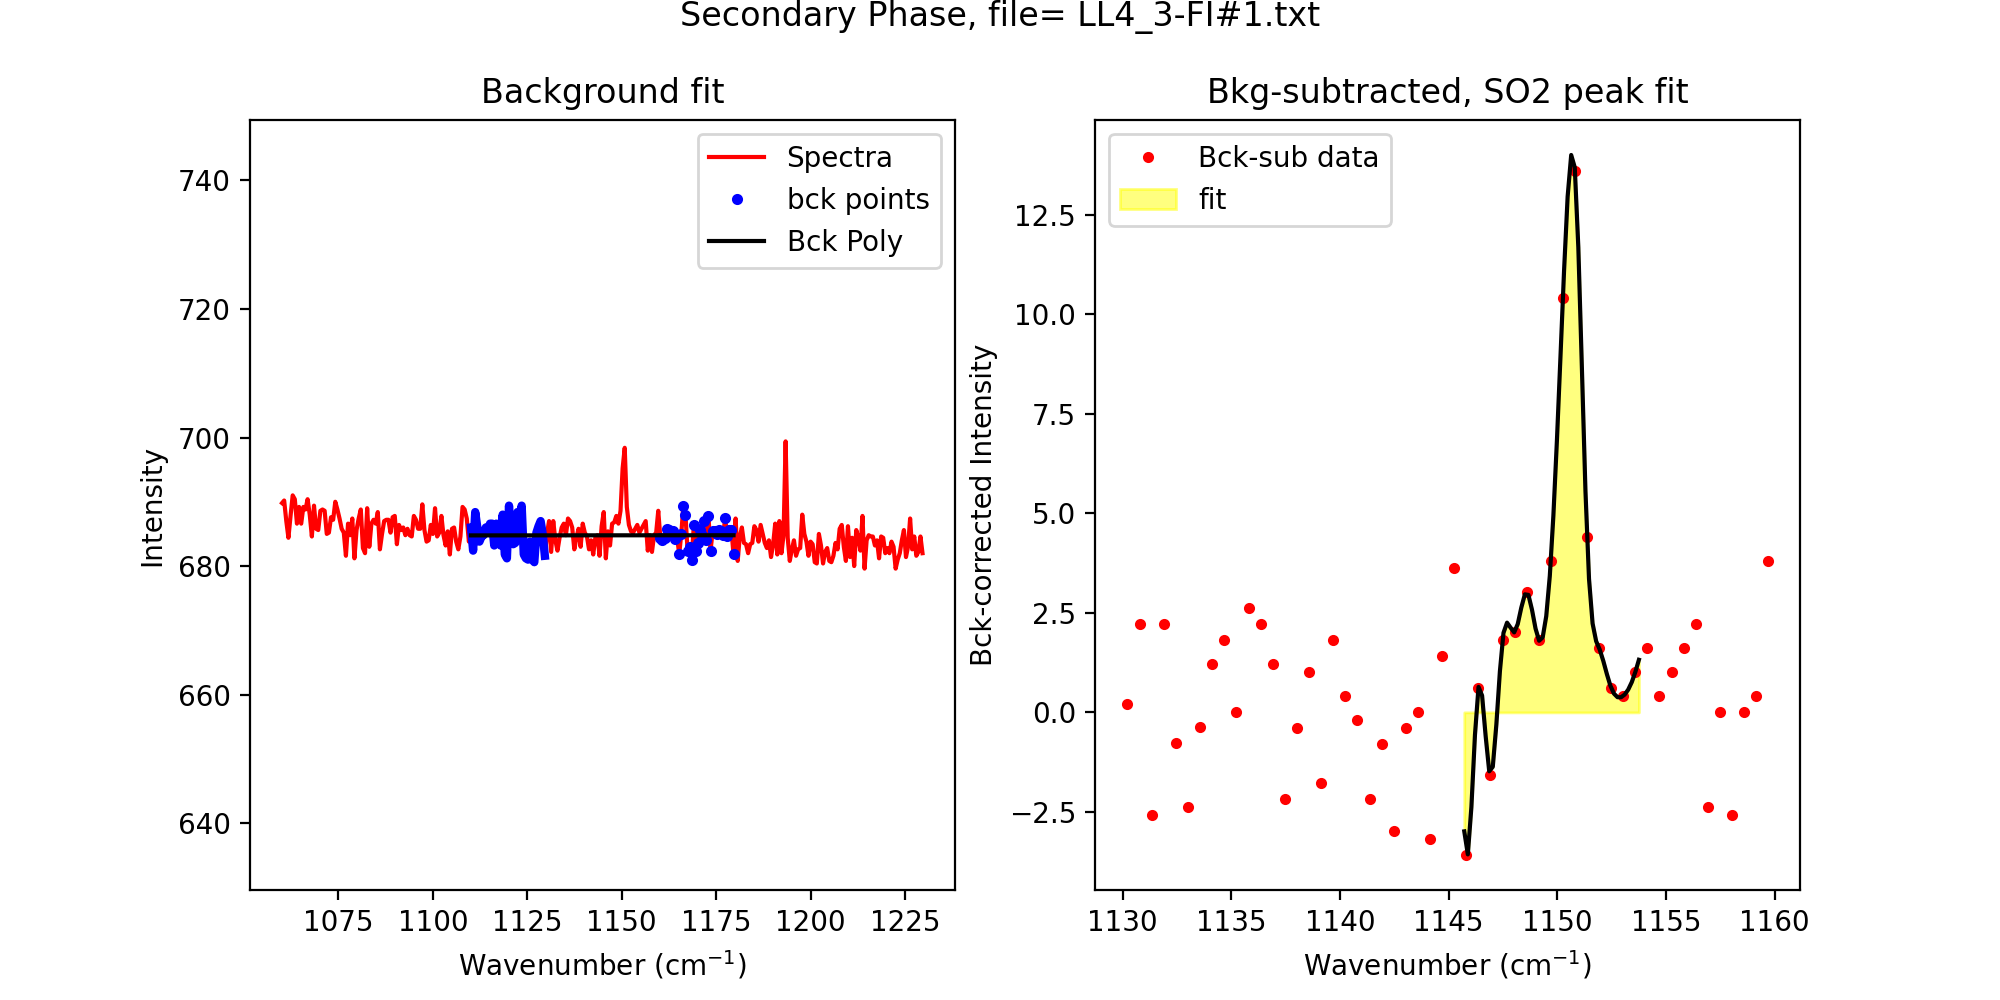 Secondary Phase, file= LL4_3-FI#1.txt
Background fit
Spectra
bck points
Bck Poly
740
720
700
680
660
640
Intensity
1075 1100 1125 1150 1175 1200 1225
Wavenumber (cm⁻¹)
Bkg-subtracted, SO2 peak fit
Bck-sub data
fit
12.5
10.0
7.5
5.0
2.5
0.0
−2.5
Bck-corrected Intensity
1130 1135 1140 1145 1150 1155 1160
Wavenumber (cm⁻¹)